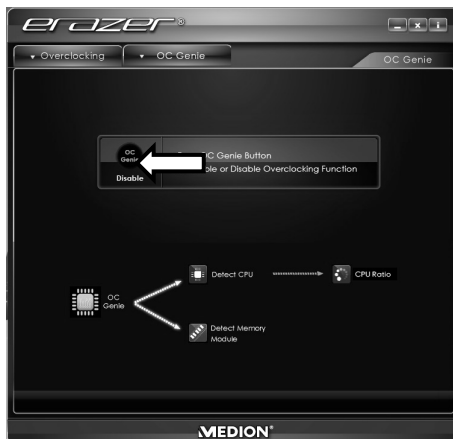 erazer®
Overclocking
OC Genie
OC Genie
OC
Genie
Disable
OC Genie Button
or Disable Overclocking Function
OC
Genie
Detect CPU
CPU Ratio
Detect Memory
Module
MEDION®